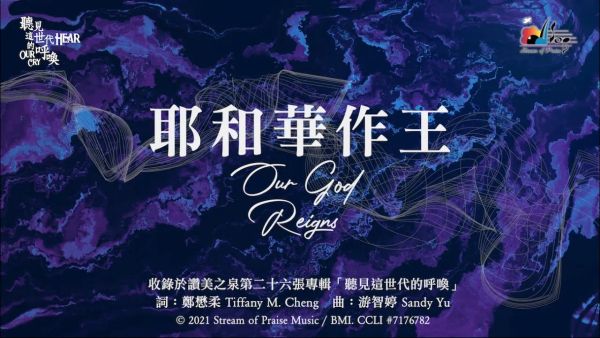 聽見
這世代 HEAR
的呼喚
OUR
CRY
Stream of Praise
耶和華作王
Our God
Reigns
收錄於讚美之泉第二十六張專輯「聽見這世代的呼喚」
詞：鄭懋柔 Tiffany M. Cheng 曲：游智婷 Sandy Yu
© 2021 Stream of Praise Music / BMI. CCLI #7176782